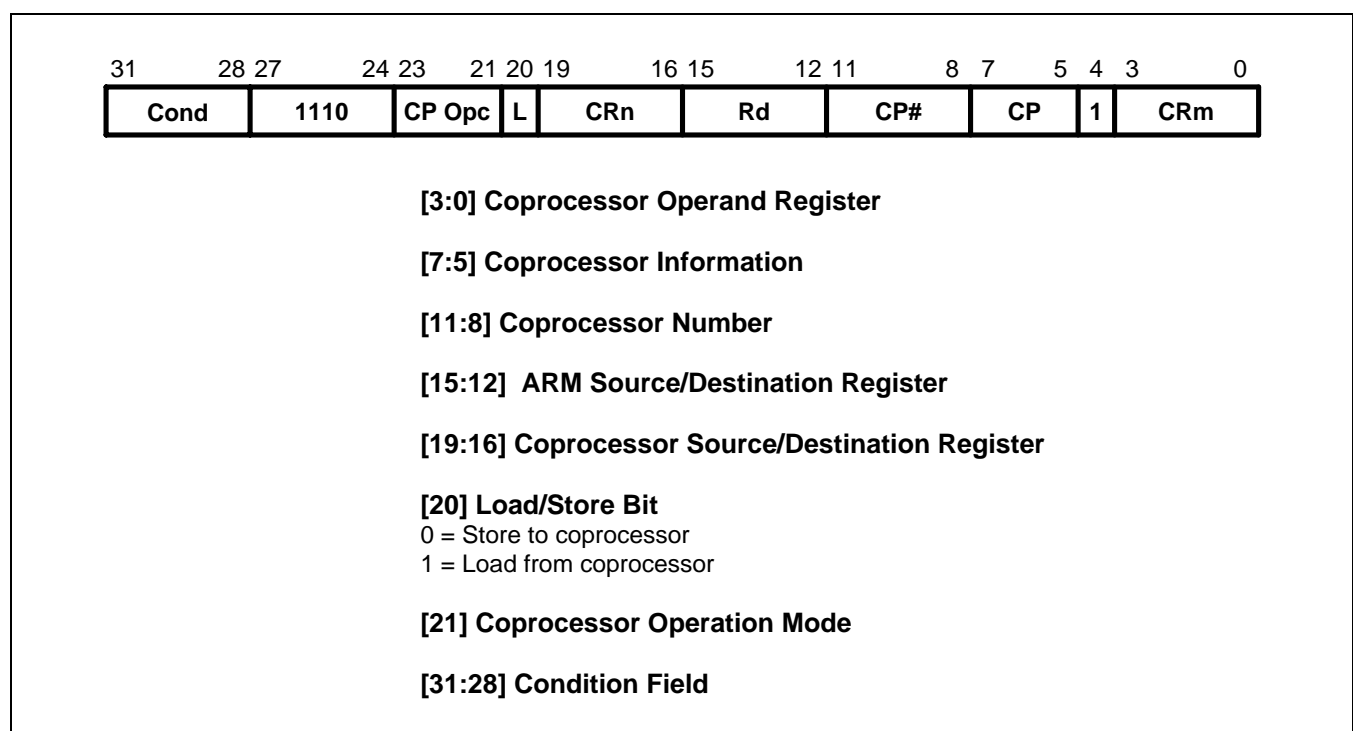 31 28 27 24 23 21 20 19 16 15 12 11 8 7 5 4 3 0
Cond 1110 CP Opc L CRn Rd CP# CP 1 CRm
[3:0] Coprocessor Operand Register
[7:5] Coprocessor Information
[11:8] Coprocessor Number
[15:12] ARM Source/Destination Register
[19:16] Coprocessor Source/Destination Register
[20] Load/Store Bit
0 = Store to coprocessor
1 = Load from coprocessor
[21] Coprocessor Operation Mode
[31:28] Condition Field